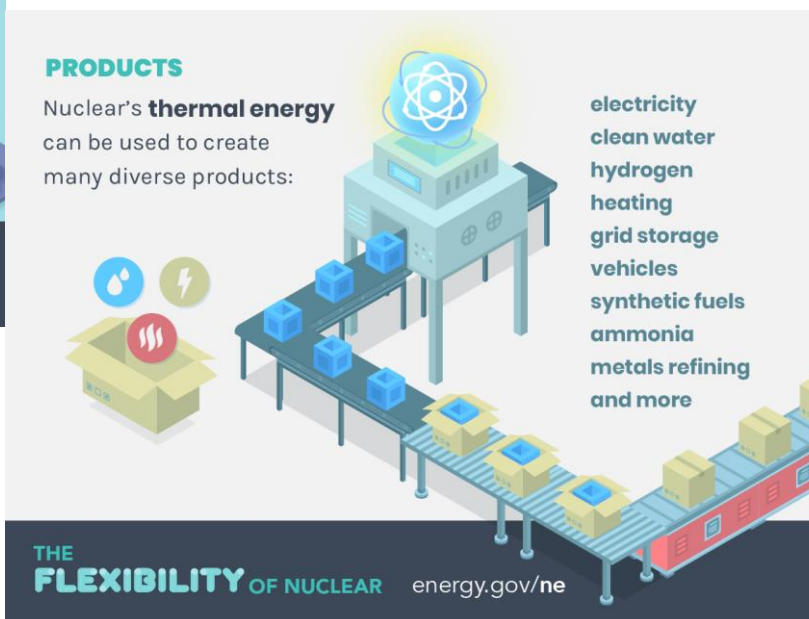 PRODUCTS
Nuclear's thermal energy
can be used to create
many diverse products:
electricity
clean water
hydrogen
heating
grid storage
vehicles
synthetic fuels
ammonia
metals refining
and more
THE
FLEXIBILITY OF NUCLEAR energy.gov/ne